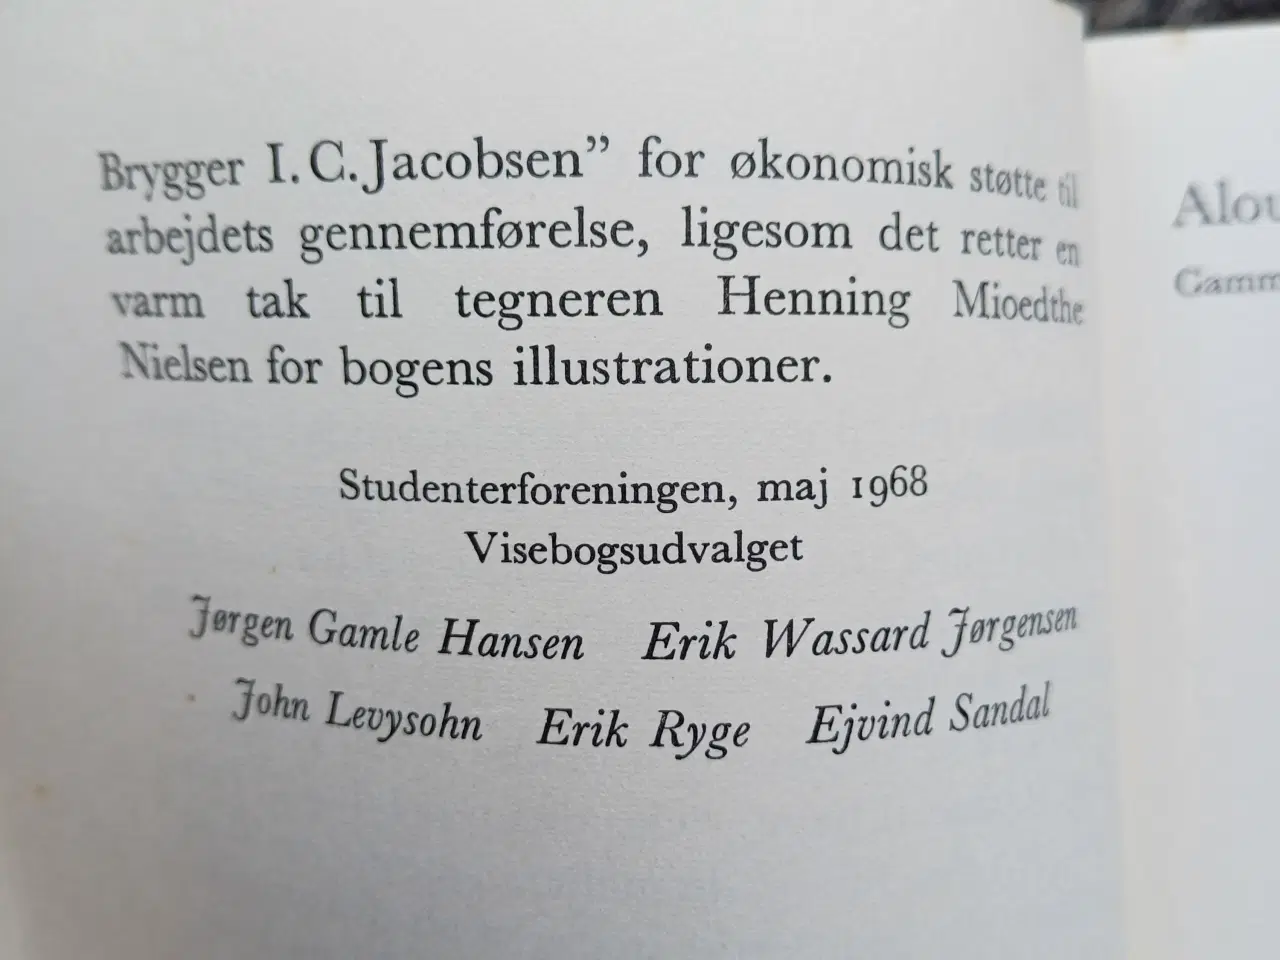 Brygger I. C. Jacobsen” for økonomisk støtte til
arbejdets gennemførelse, ligesom det retter en
varm tak til tegneren Henning Mioedthe
Nielsen for bogens illustrationer.
Studenterforeningen, maj 1968
Visebogsudvalget
Jørgen Gamle Hansen Erik Wassard Jørgensen
John Levysohn Erik Ryge Ejvind Sandal